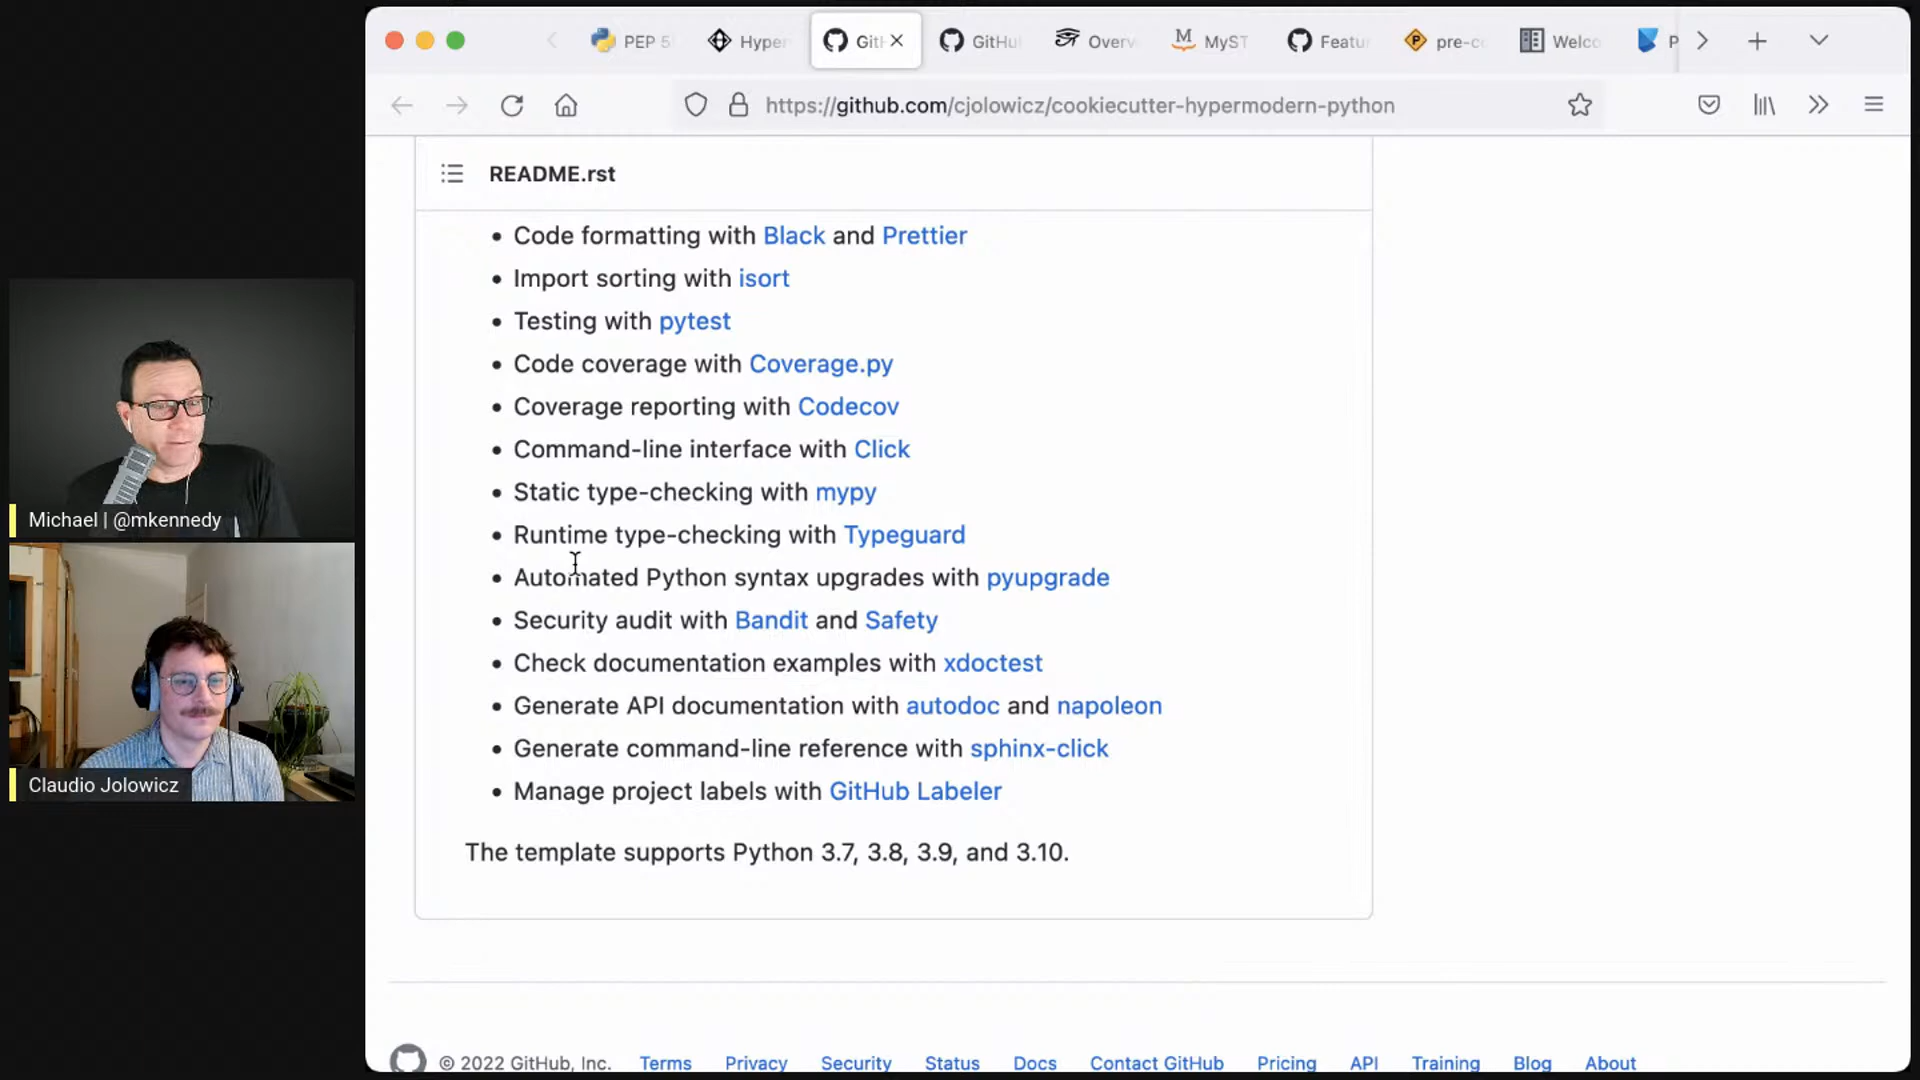 PEP 5
Hyper
Git
GitHu
Overv
MyST
Featur
pre-c
Welco
P
https://github.com/cjolowicz/cookiecutter-hypermodern-python
README.rst
• Code formatting with Black and Prettier
• Import sorting with isort
• Testing with pytest
• Code coverage with Coverage.py
• Coverage reporting with Codecov
• Command-line interface with Click
• Static type-checking with mypy
• Runtime type-checking with Typeguard
• Automated Python syntax upgrades with pyupgrade
• Security audit with Bandit and Safety
• Check documentation examples with xdoctest
• Generate API documentation with autodoc and napoleon
• Generate command-line reference with sphinx-click
• Manage project labels with GitHub Labeler
The template supports Python 3.7, 3.8, 3.9, and 3.10.
© 2022 GitHub, Inc. Terms Privacy Security Status Docs Contact GitHub Pricing API Training Blog About
Michael | @mkennedy
Claudio Jolowicz